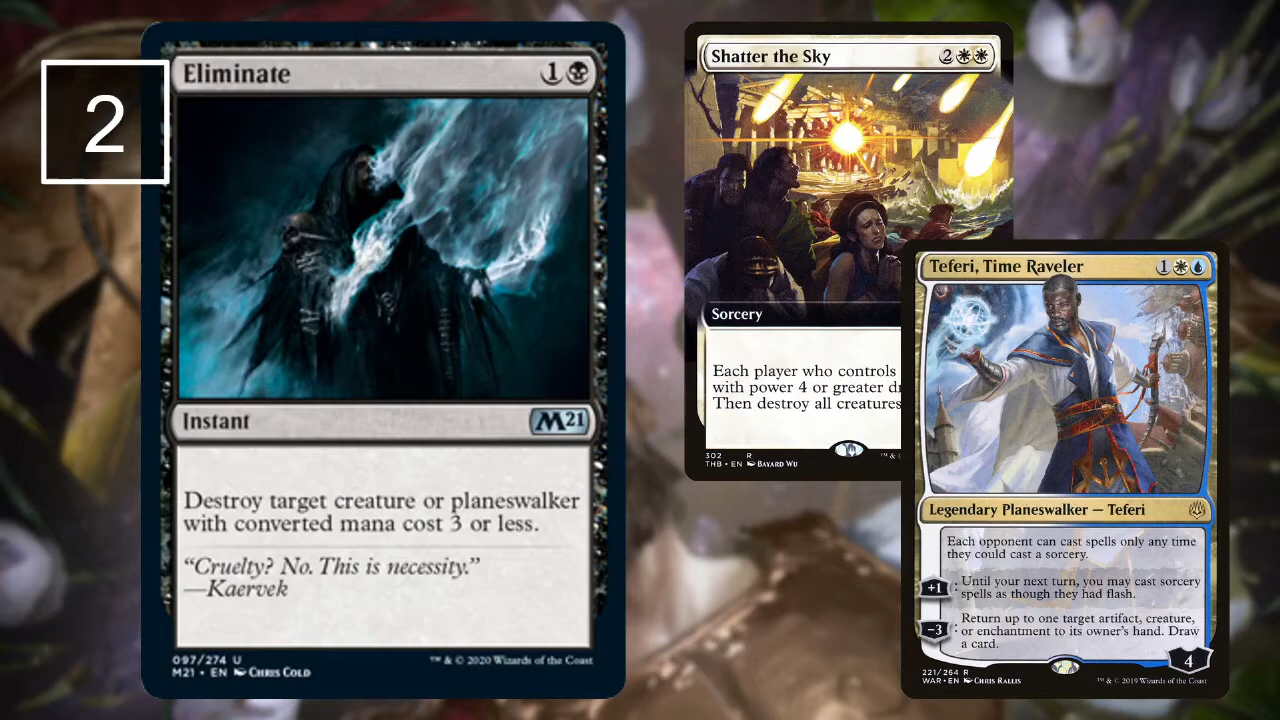 2
Eliminate
1
Instant
M21
Destroy target creature or planeswalker
with converted mana cost 3 or less.
“Cruelty? No. This is necessity.”
—Kaervek
097/274 U
M21 • EN Chris Cold
™ & © 2020 Wizards of the Coast
Shatter the Sky
2
Sorcery
Each player who controls
with power 4 or greater dr
Then destroy all creatures
302 R
THB • EN Bayard Wu
™ & 
Teferi, Time Raveler
1
Legendary Planeswalker — Teferi
Each opponent can cast spells only any time
they could cast a sorcery.
+1 : Until your next turn, you may cast sorcery
spells as though they had flash.
−3 : Return up to one target artifact, creature,
or enchantment to its owner's hand. Draw
a card.
4
221/264 R
WAR • EN Chris Rallis
™ & © 2019 Wizards of the Coast